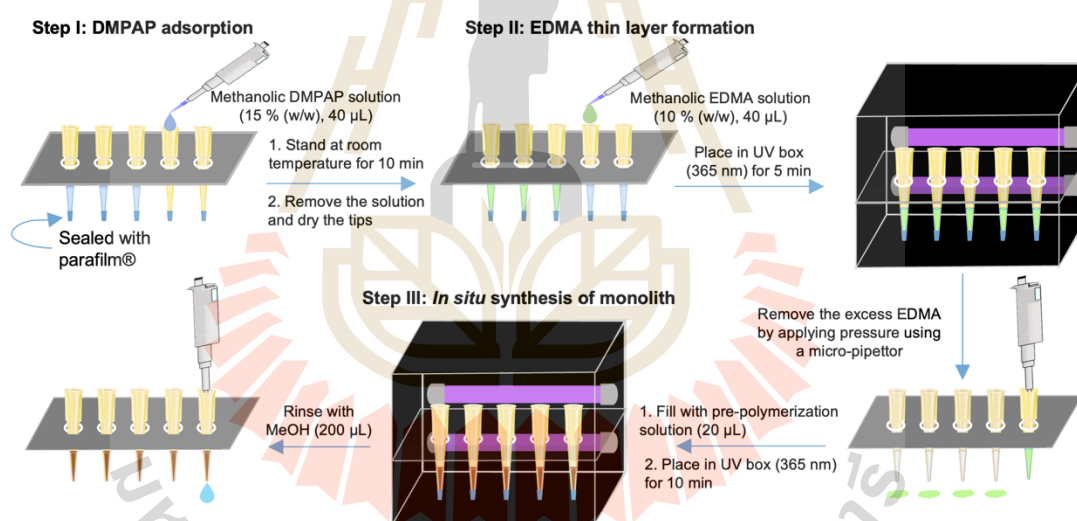 Step I: DMPAP adsorption
Methanolic DMPAP solution
(15 % (w/w), 40 µL)
1. Stand at room
temperature for 10 min
2. Remove the solution
and dry the tips
Sealed with
parafilm®
Step II: EDMA thin layer formation
Methanolic EDMA solution
(10 % (w/w), 40 µL)
Place in UV box
(365 nm) for 5 min
Remove the excess EDMA
by applying pressure using
a micro-pipettor
Step III: In situ synthesis of monolith
1. Fill with pre-polymerization
solution (20 µL)
2. Place in UV box (365 nm)
for 10 min
Rinse with
MeOH (200 µL)